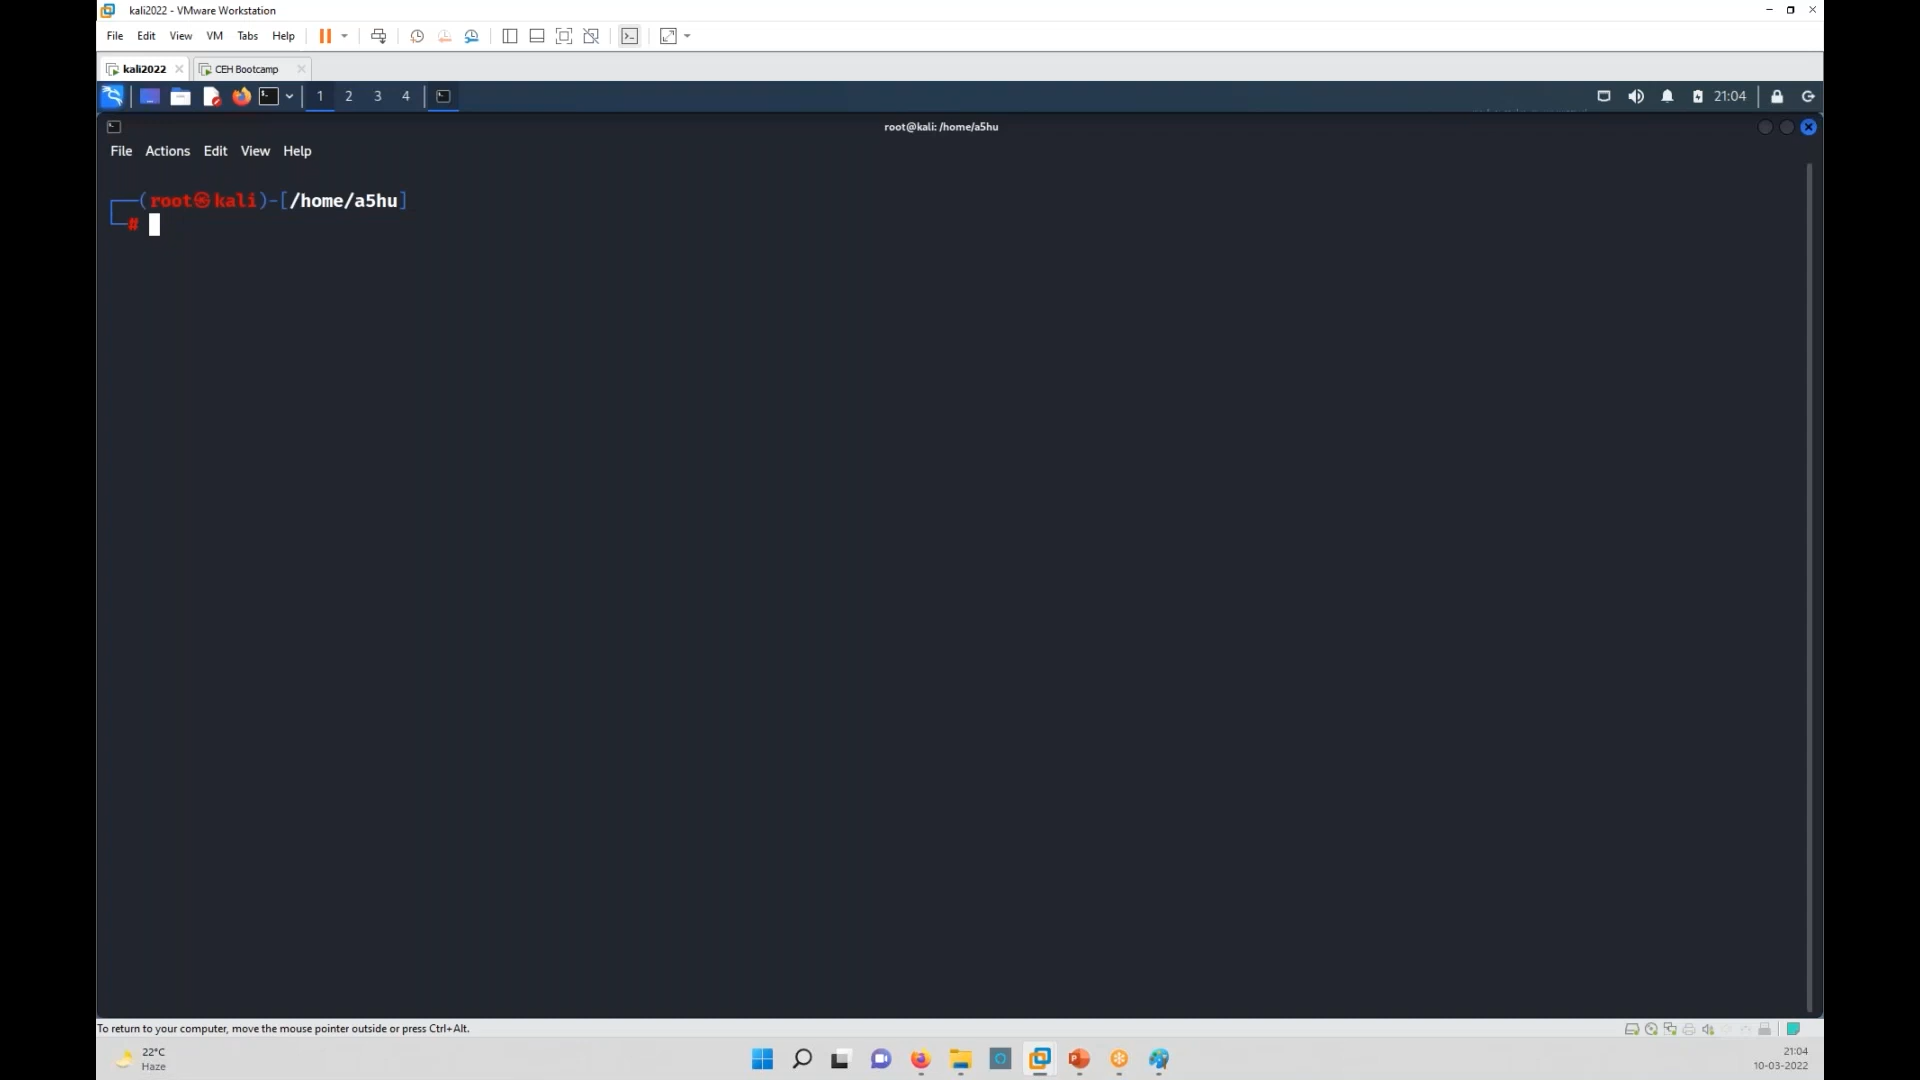 kali2022 - VMware Workstation
File Edit View VM Tabs Help
kali2022 CEH Bootcamp
1 2 3 4 21:04
root@kali: /home/a5hu
File Actions Edit View Help
(root㉿kali)-[/home/a5hu]
#
To return to your computer, move the mouse pointer outside or press Ctrl+Alt.
22°C
Haze
21:04
10-03-2022